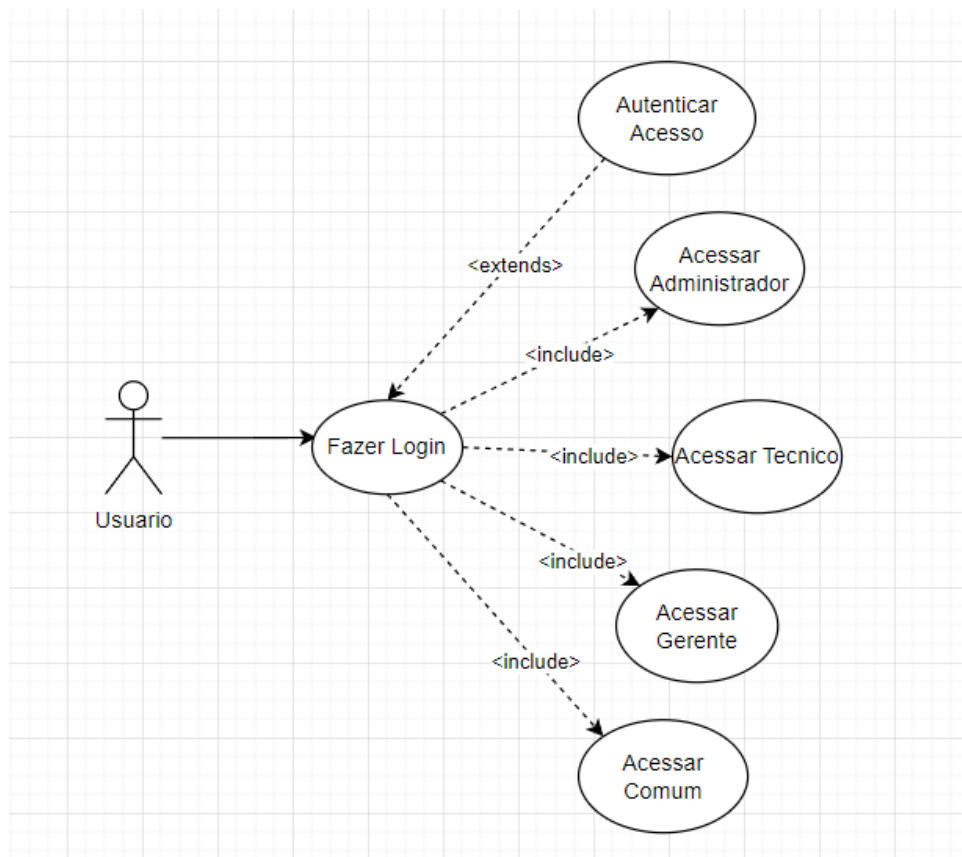 Autenticar
Acesso
<extends>
Acessar
Administrador
<include>
Fazer Login
<include>
Acessar Tecnico
Usuario
<include>
Acessar
Gerente
<include>
Acessar
Comum